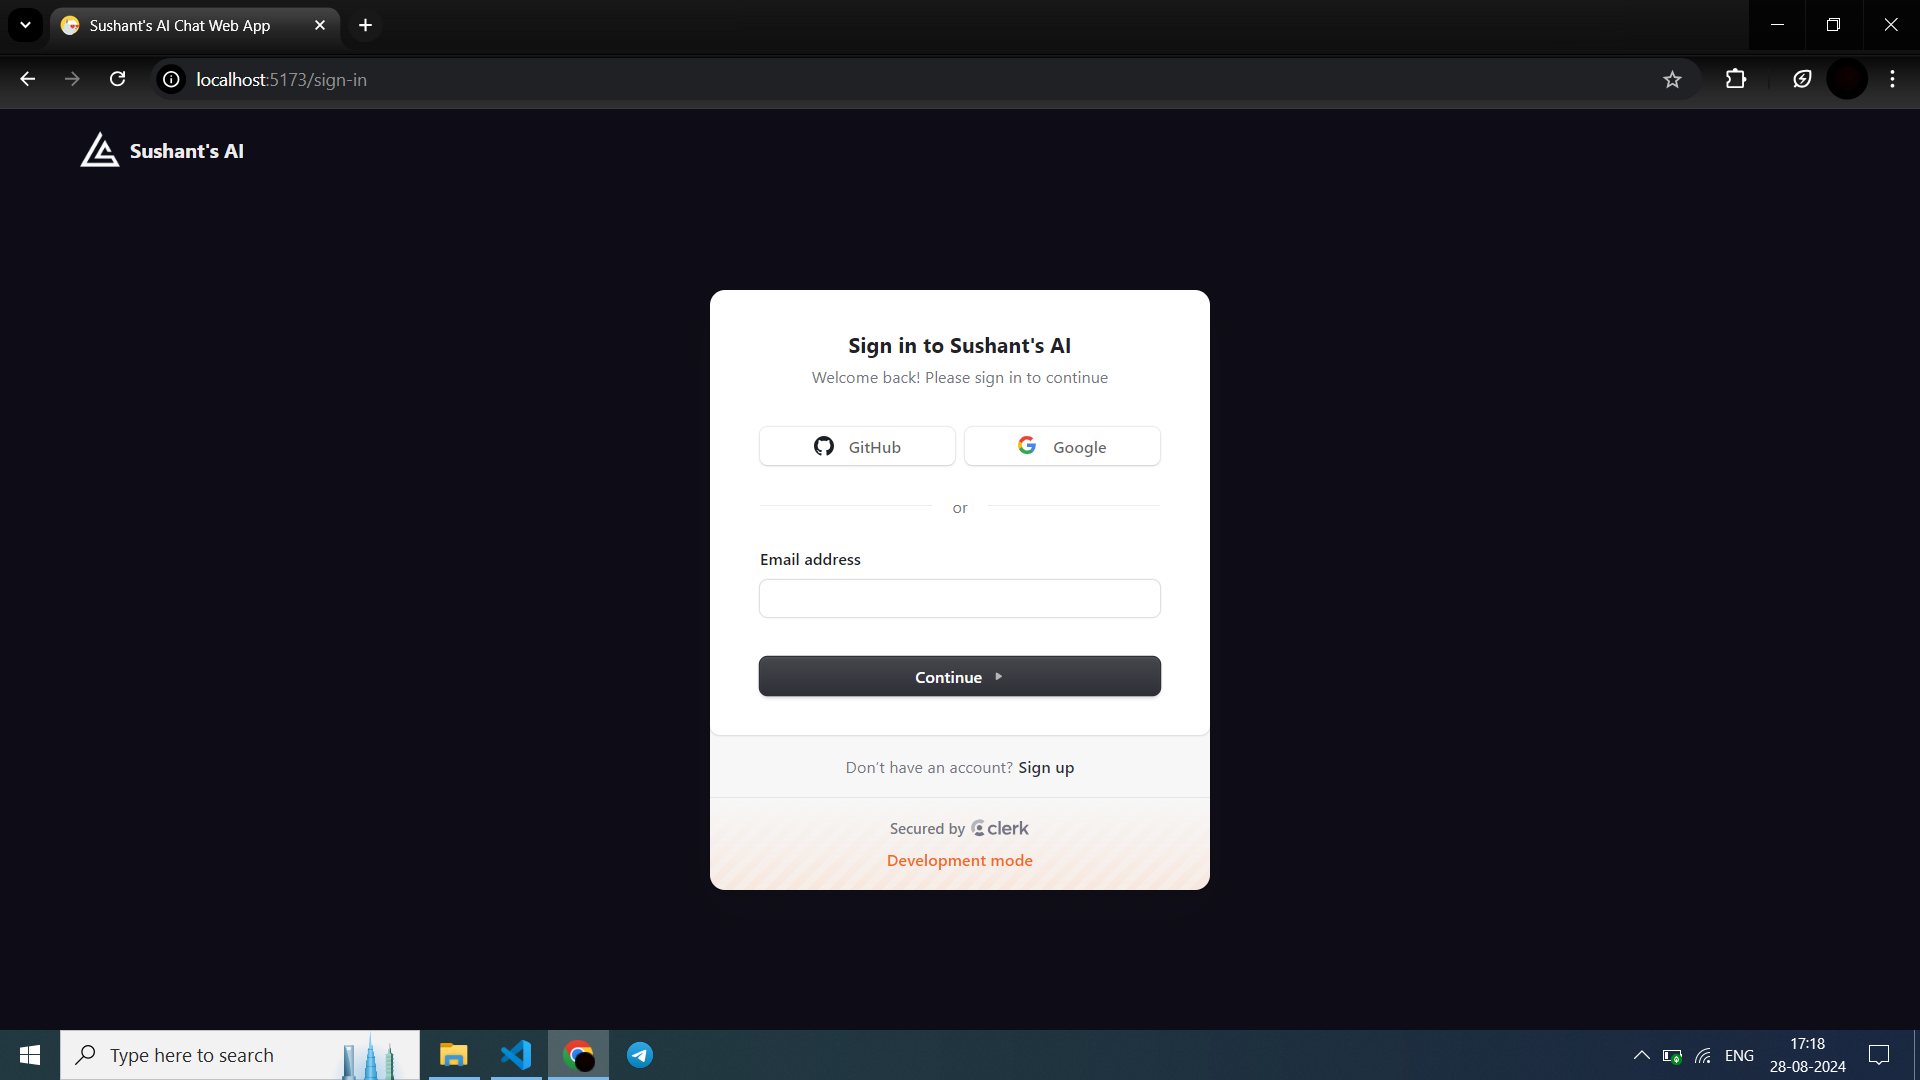 Sushant's AI Chat Web App
localhost:5173/sign-in
Sushant's AI
Sign in to Sushant's AI
Welcome back! Please sign in to continue
GitHub
Google
or
Email address
Continue
Don’t have an account? Sign up
Secured by clerk
Development mode
Type here to search
ENG
17:18
28-08-2024